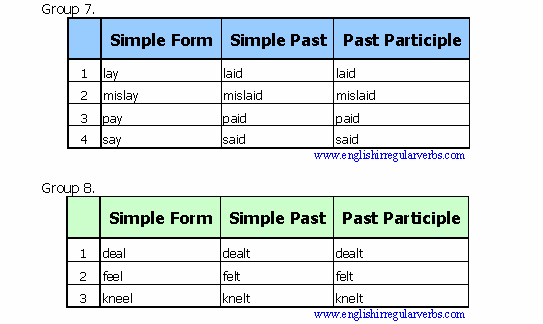 Group 7.
Simple Form Simple Past Past Participle
1 lay laid laid
2 mislay mislaid mislaid
3 pay paid paid
4 say said said
www.englishirregularverbs.com
Group 8.
Simple Form Simple Past Past Participle
1 deal dealt dealt
2 feel felt felt
3 kneel knelt knelt
www.englishirregularverbs.com